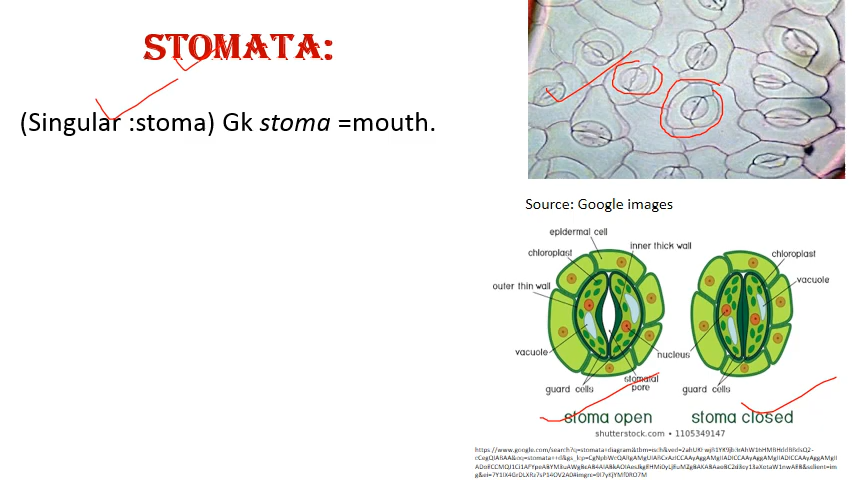 STOMATA:
(Singular :stoma) Gk stoma =mouth.
Source: Google images
epidermal cell
chloroplast
inner thick wall
outer thin wall
vacuole
nucleus
guard cells
stomatal
pore
stoma open
chloroplast
vacuole
guard cells
stoma closed
shutterstock.com • 1105349147